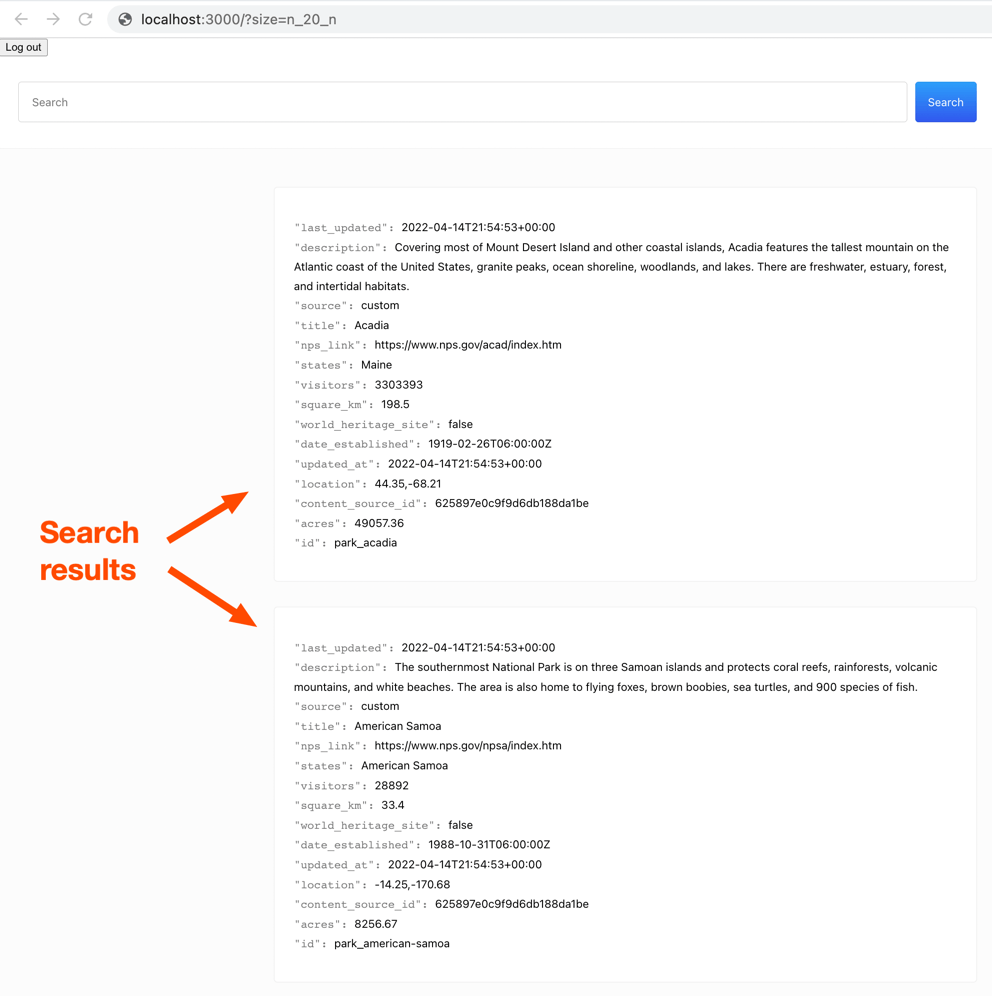 localhost:3000/?size=n_20_n
Log out
Search
Search
"last_updated": 2022-04-14T21:54:53+00:00
"description": Covering most of Mount Desert Island and other coastal islands, Acadia features the tallest mountain on the
Atlantic coast of the United States, granite peaks, ocean shoreline, woodlands, and lakes. There are freshwater, estuary, forest,
and intertidal habitats.
"source": custom
"title": Acadia
"nps_link": https://www.nps.gov/acad/index.htm
"states": Maine
"visitors": 3303393
"square_km": 198.5
"world_heritage_site": false
"date_established": 1919-02-26T06:00:00Z
"updated_at": 2022-04-14T21:54:53+00:00
"location": 44.35,-68.21
"content_source_id": 625897e0c9f9d6db188da1be
"acres": 49057.36
"id": park_acadia
Search
results
"last_updated": 2022-04-14T21:54:53+00:00
"description": The southernmost National Park is on three Samoan islands and protects coral reefs, rainforests, volcanic
mountains, and white beaches. The area is also home to flying foxes, brown boobies, sea turtles, and 900 species of fish.
"source": custom
"title": American Samoa
"nps_link": https://www.nps.gov/npsa/index.htm
"states": American Samoa
"visitors": 28892
"square_km": 33.4
"world_heritage_site": false
"date_established": 1988-10-31T06:00:00Z
"updated_at": 2022-04-14T21:54:53+00:00
"location": -14.25,-170.68
"content_source_id": 625897e0c9f9d6db188da1be
"acres": 8256.67
"id": park_american-samoa